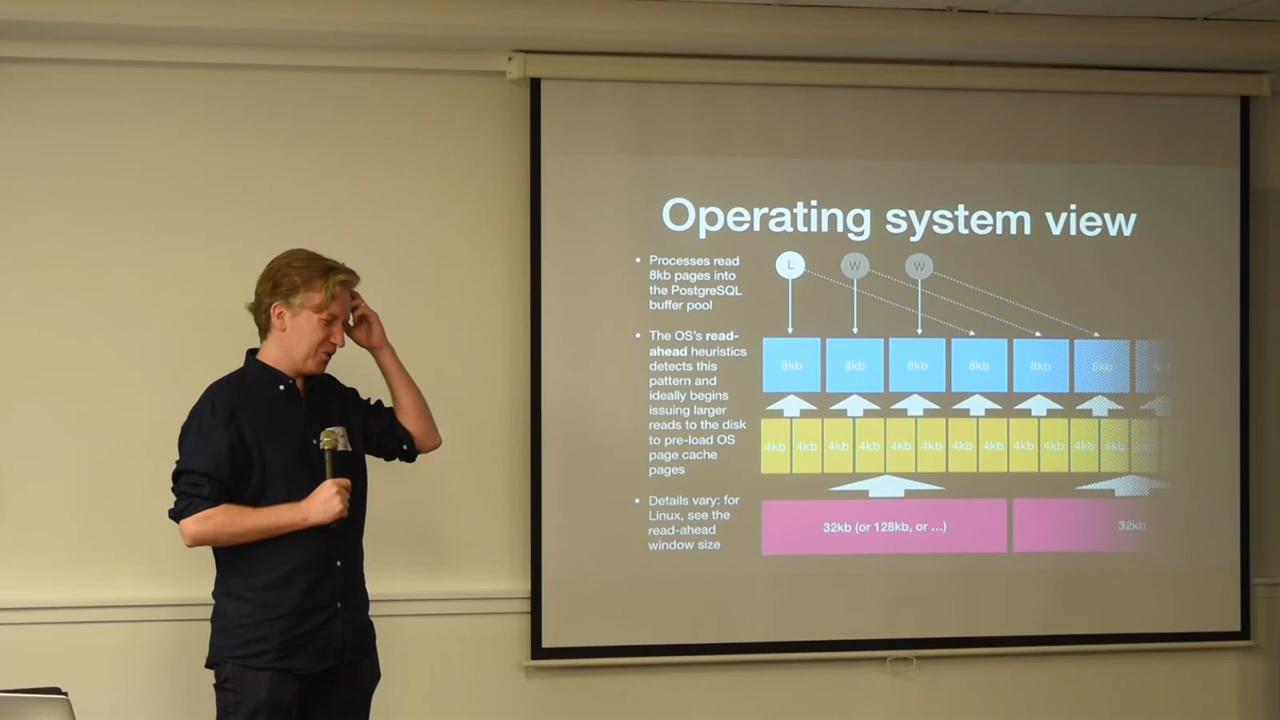 Operating system view
• Processes read
8kb pages into
the PostgreSQL
buffer pool
• The OS's read-
ahead heuristics
detects this
pattern and
ideally begins
issuing larger
reads to the disk
to pre-load OS
page cache
pages
• Details vary: for
Linux, see the
read-ahead
window size
L W W
8kb 8kb 8kb 8kb 8kb 8kb
4kb 4kb 4kb 4kb 4kb 4kb 4kb 4kb 4kb 4kb 4kb 4kb
32kb (or 128kb, or ...) 32kb